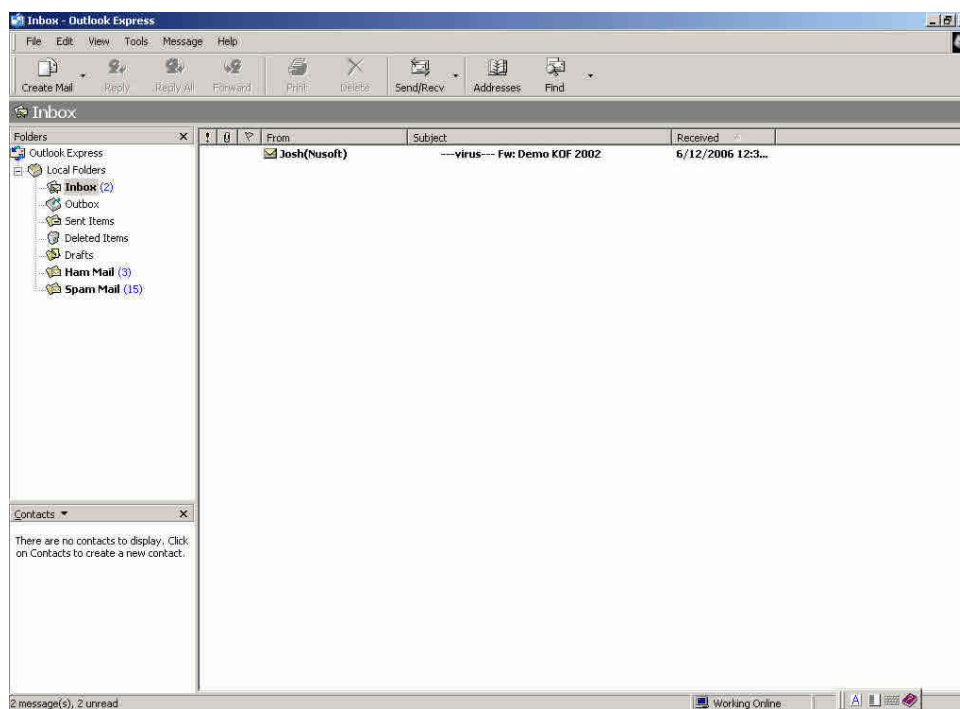 Inbox - Outlook Express
File Edit View Tools Message Help
Create Mail Reply Reply All Forward Print Delete Send/Recv Addresses Find
Inbox
Folders x ! From Subject Received
Outlook Express Josh(Nusoft) ---virus--- Fw: Demo KOF 2002 6/12/2006 12:3...
Local Folders
Inbox (2)
Outbox
Sent Items
Deleted Items
Drafts
Ham Mail (3)
Spam Mail (15)
Contacts x
There are no contacts to display. Click
on Contacts to create a new contact.
2 message(s), 2 unread Working Online A